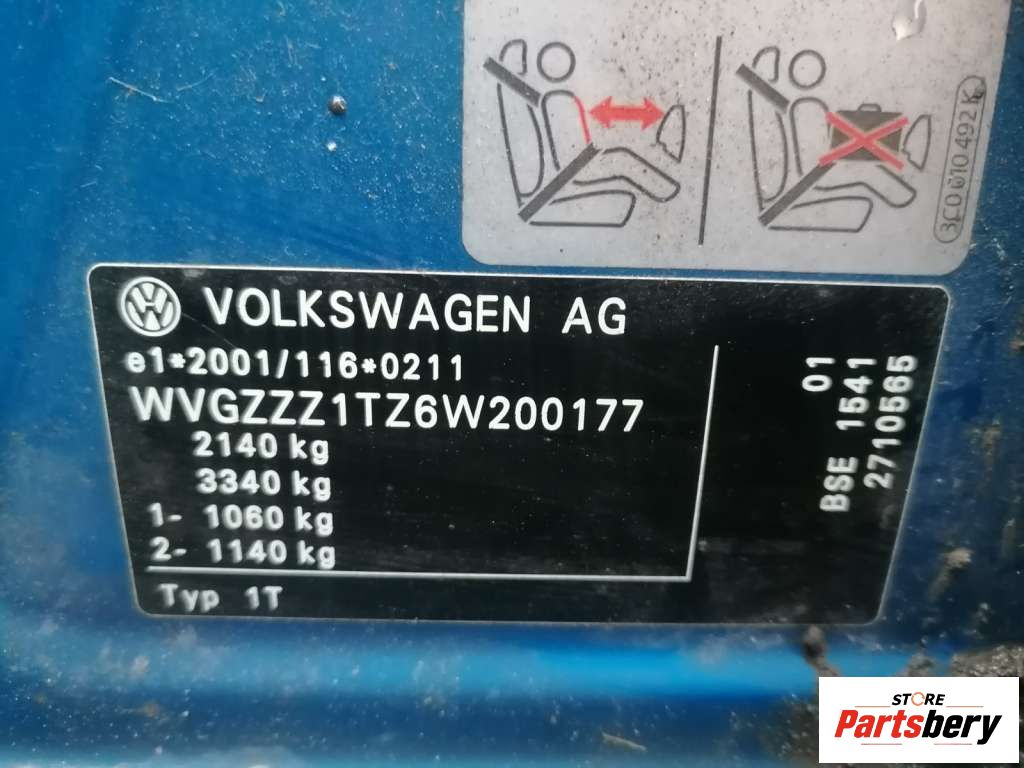 3C0 010 492 K
VOLKSWAGEN AG
e1*2001/116*0211
WVGZZZ1TZ6W200177
2140 kg
3340 kg
1- 1060 kg
2- 1140 kg
Typ 1T
01
BSE 1541
2710565
STORE
Partsbery